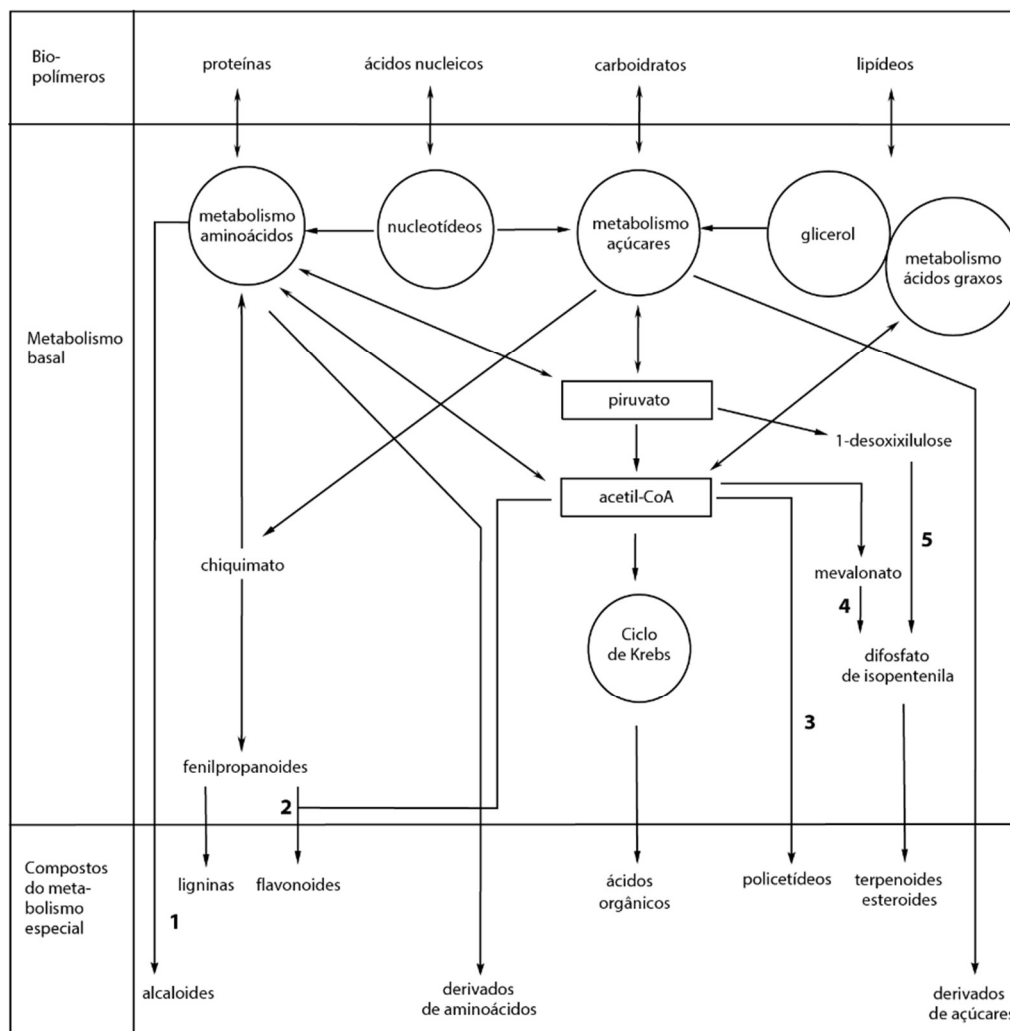 Bio-
polímeros
proteínas
ácidos nucleicos
carboidratos
lipídeos
Metabolismo
basal
metabolismo
aminoácidos
nucleotídeos
metabolismo
açúcares
glicerol
metabolismo
ácidos graxos
piruvato
1-desoxixilulose
acetil-CoA
5
chiquimato
mevalonato
4
Ciclo
de Krebs
difosfato
de isopentenila
3
fenilpropanoides
2
Compostos
do meta-
bolismo
especial
ligninas
flavonoides
ácidos
orgânicos
policetídeos
terpenoides
esteroides
1
alcaloides
derivados
de aminoácidos
derivados
de açúcares